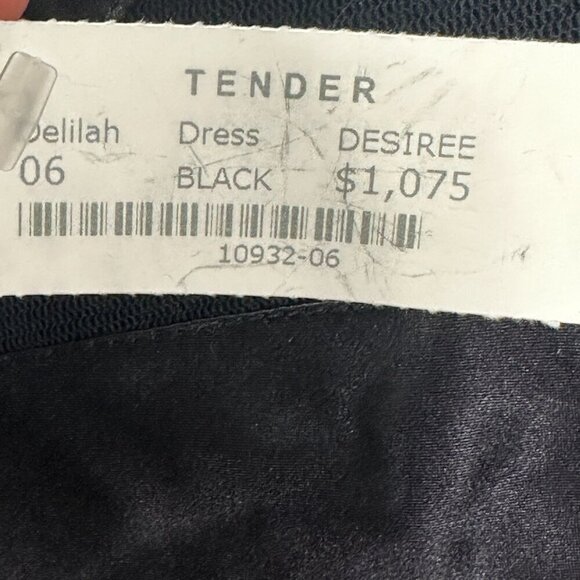 TENDER
Delilah Dress DESIREE
06 BLACK $1,075
10932-06